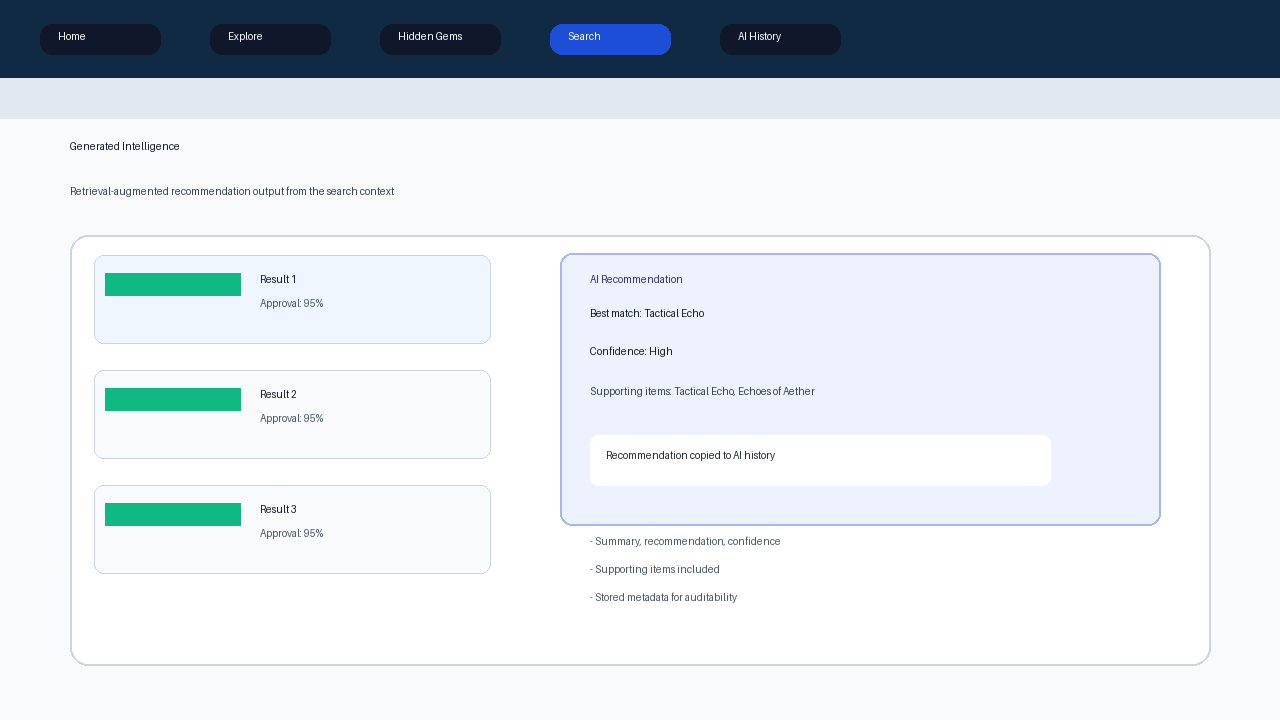 Home
Explore
Hidden Gems
Search
AI History
Generated Intelligence
Retrieval-augmented recommendation output from the search context
Result 1
Approval: 95%
Result 2
Approval: 95%
Result 3
Approval: 95%
AI Recommendation
Best match: Tactical Echo
Confidence: High
Supporting items: Tactical Echo, Echoes of Aether
Recommendation copied to AI history
- Summary, recommendation, confidence
- Supporting items included
- Stored metadata for auditability